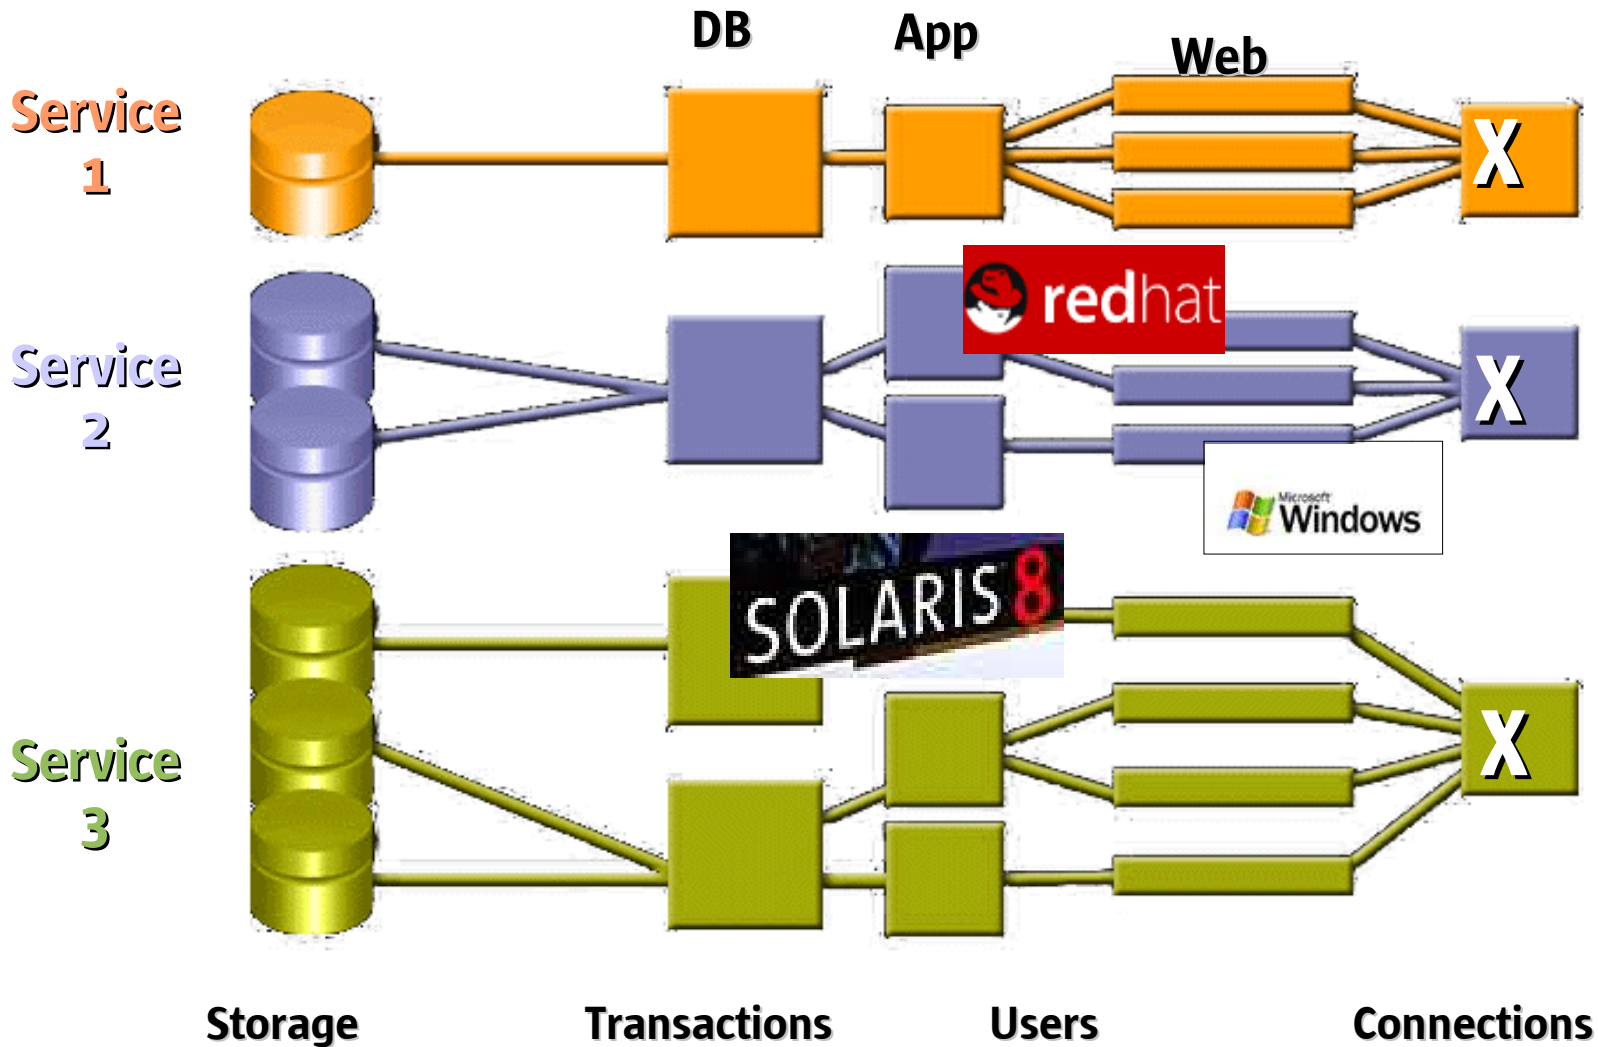 DB
App
Web
Service
1
X
redhat
Service
2
X
Microsoft
Windows
SOLARIS 8
Service
3
X
Storage
Transactions
Users
Connections